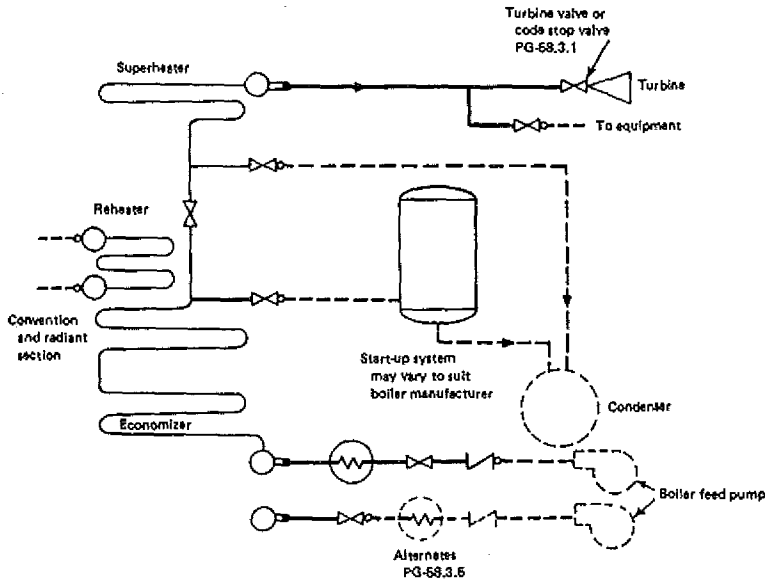 Turbine valve or
code stop valve
PG-58.3.1
Superheater
Turbine
To equipment
Reheater
Convention
and radiant
section
Start-up system
may vary to suit
boiler manufacturer
Condenser
Economizer
Boiler feed pump
Alternates
PG-58.3.5